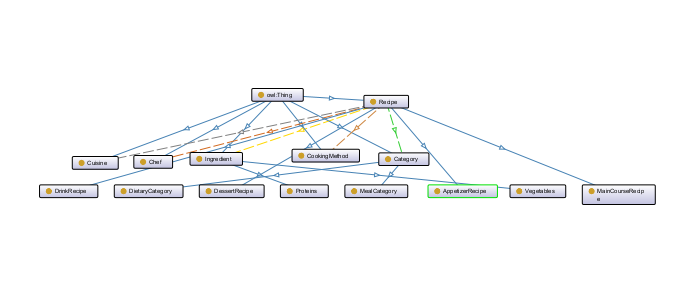 owl:Thing
Recipe
Cuisine
Chef
Ingredient
CookingMethod
Category
DrinkRecipe
DietaryCategory
DessertRecipe
Proteins
MealCategory
AppetizerRecipe
Vegetables
MainCourseRecip
e